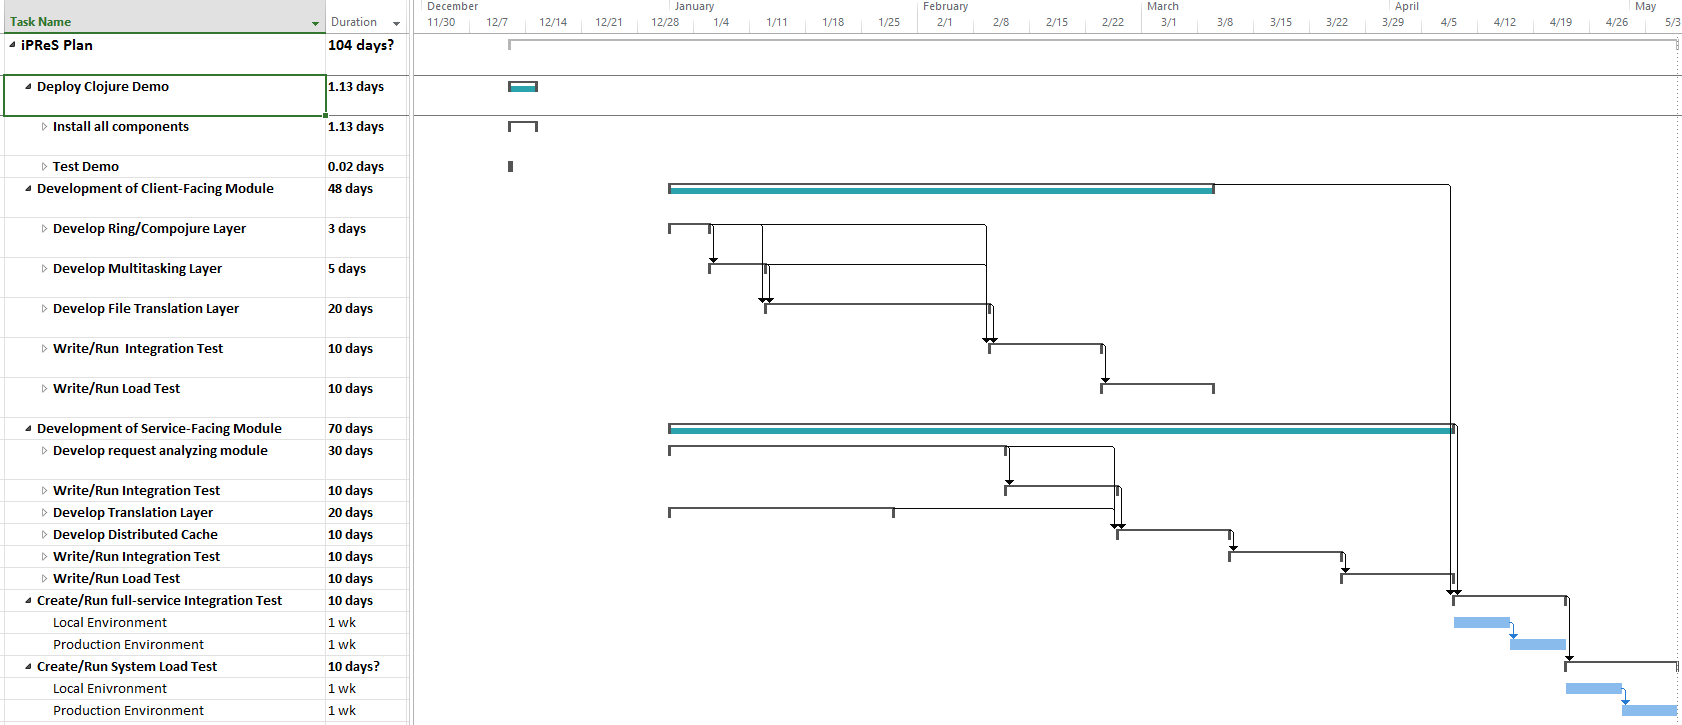 December January February March April May
Task Name Duration 11/30 12/7 12/14 12/21 12/28 1/4 1/11 1/18 1/25 2/1 2/8 2/15 2/22 3/1 3/8 3/15 3/22 3/29 4/5 4/12 4/19 4/26 5/3
iPReS Plan 104 days?
Deploy Clojure Demo 1.13 days
Install all components 1.13 days
Test Demo 0.02 days
Development of Client-Facing Module 48 days
Develop Ring/Compojure Layer 3 days
Develop Multitasking Layer 5 days
Develop File Translation Layer 20 days
Write/Run Integration Test 10 days
Write/Run Load Test 10 days
Development of Service-Facing Module 70 days
Develop request analyzing module 30 days
Write/Run Integration Test 10 days
Develop Translation Layer 20 days
Develop Distributed Cache 10 days
Write/Run Integration Test 10 days
Write/Run Load Test 10 days
Create/Run full-service Integration Test 10 days
Local Environment 1 wk
Production Environment 1 wk
Create/Run System Load Test 10 days?
Local Enivronment 1 wk
Production Environment 1 wk